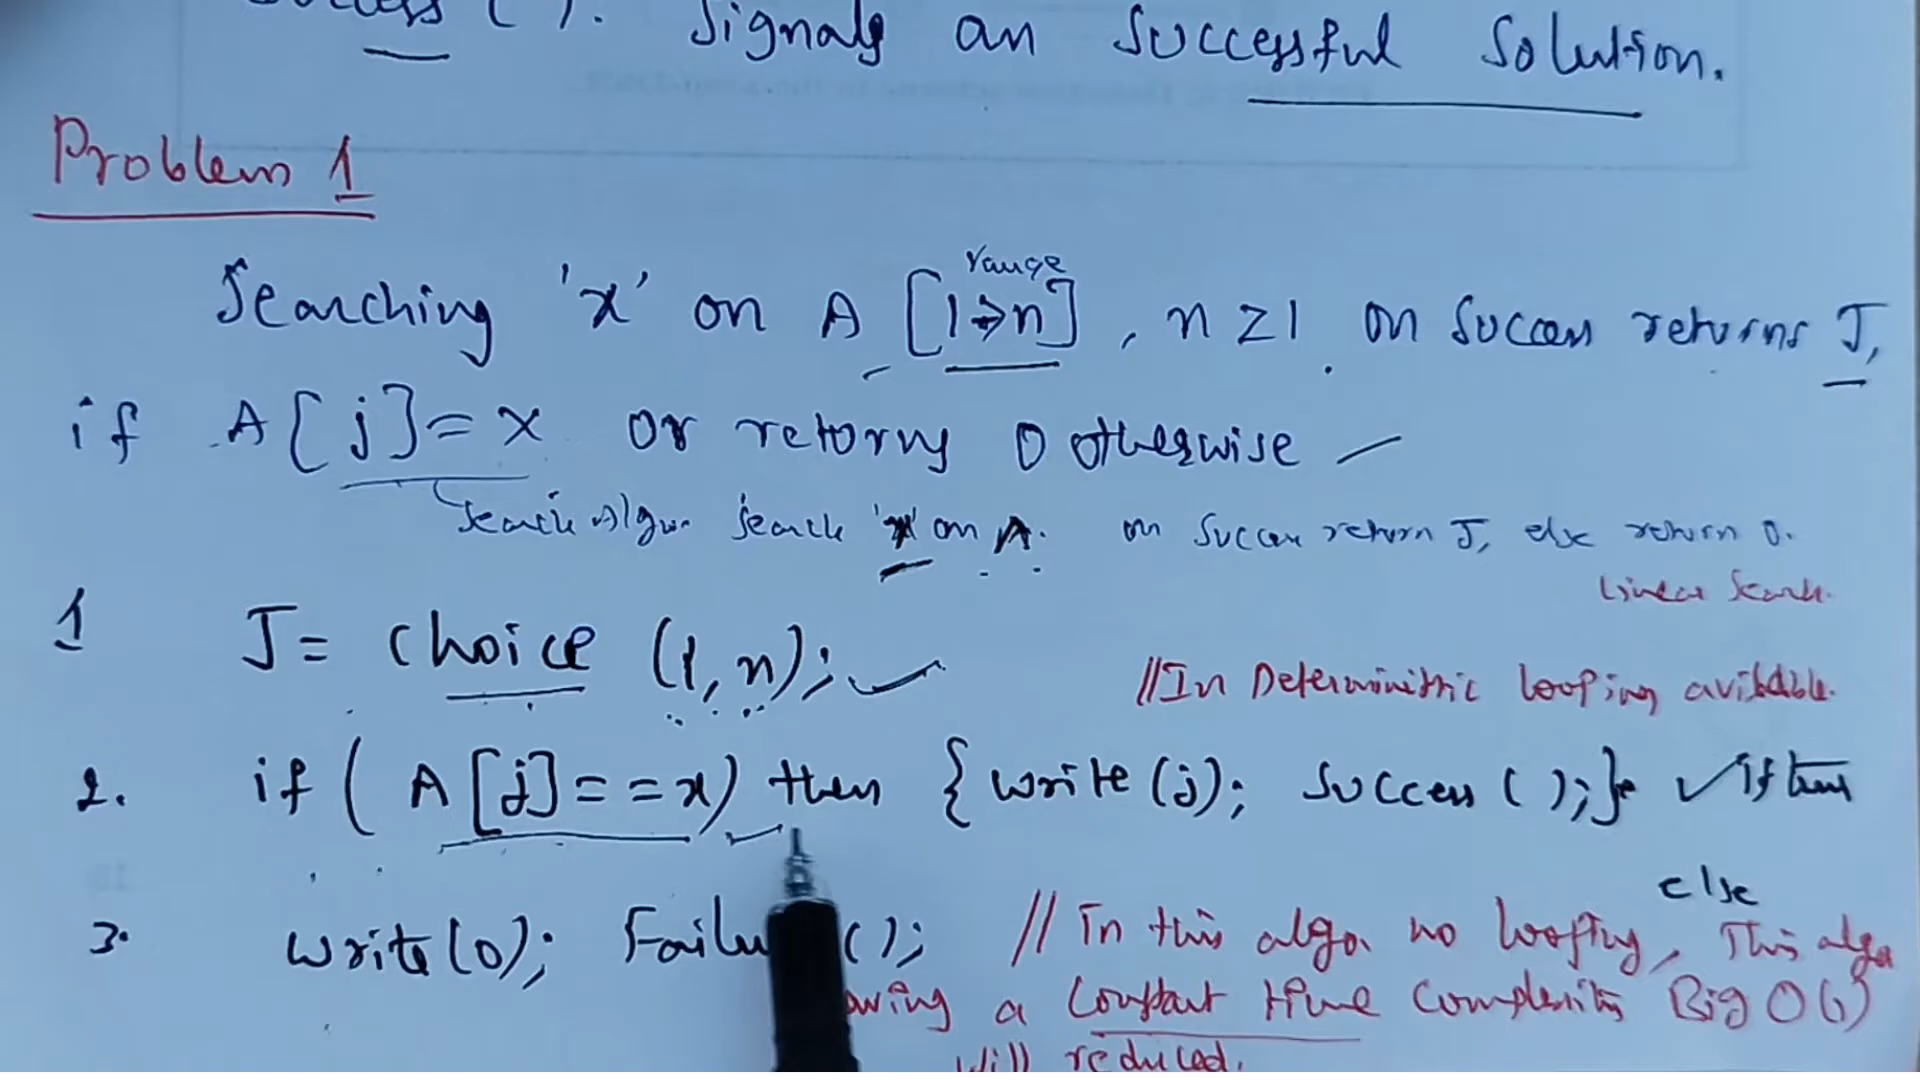 ( ): Signals an Successful Solution.
Problem 1
range
Searching 'x' on A [1→n], n ≥ 1 on Success returns J,
if A[j] = x or returns 0 otherwise
Search Algo. Search 'x' on A. on Success return J, else return 0.
Linear Search.
1 J = choice (1, n);
//In Deterministic looping
2. if ( A[j] == x) then { write (j); Success ( );} if true
else
3. write (0); ( ); // In this algo. no looping, This algo
a Constant time Complexity Big O(1)
Will reduced.